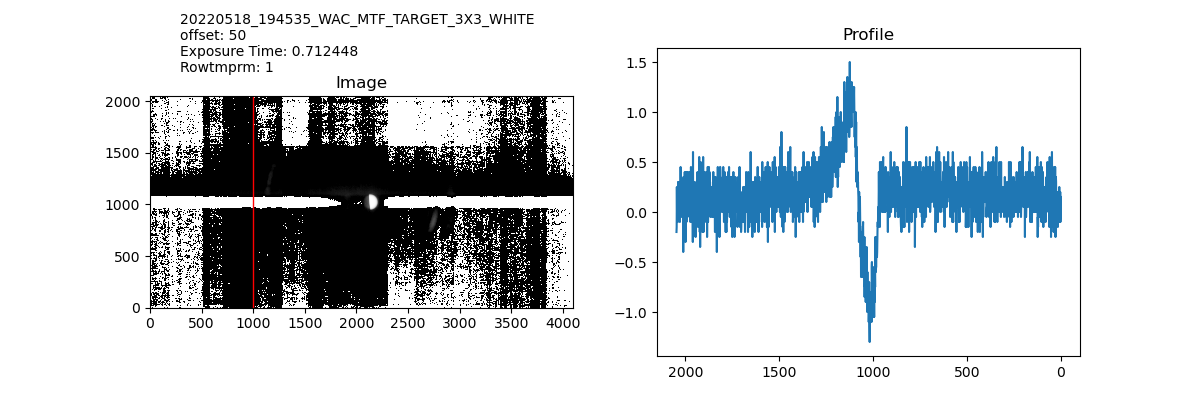 20220518_194535_WAC_MTF_TARGET_3X3_WHITE
offset: 50
Exposure Time: 0.712448
Rowtmprm: 1
Image
2000
1500
1000
500
0
0 500 1000 1500 2000 2500 3000 3500 4000
Profile
1.5
1.0
0.5
0.0
−0.5
−1.0
2000 1500 1000 500 0